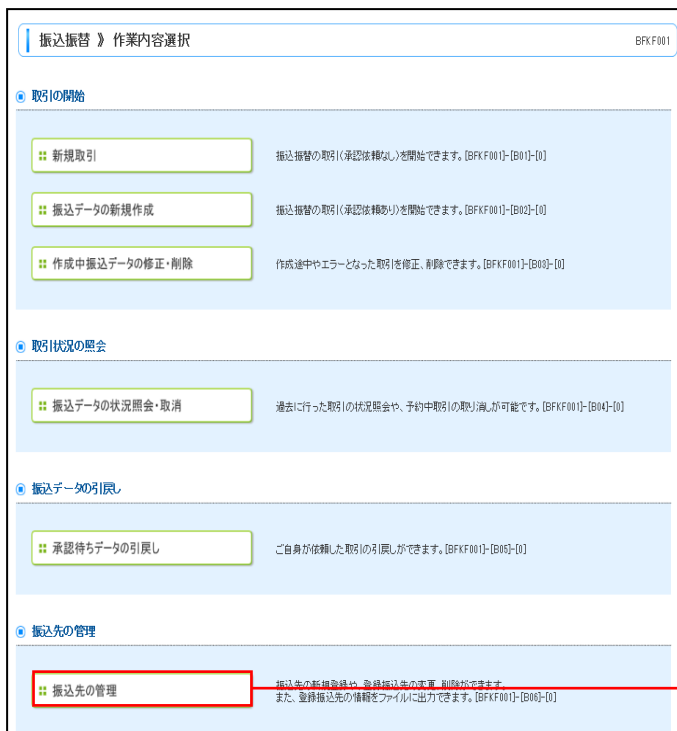 振込振替 》 作業内容選択
BFKF001
取引の開始
新規取引
振込振替の取引(承認依頼なし)を開始できます。[BFKF001]-[B01]-[0]
振込データの新規作成
振込振替の取引(承認依頼あり)を開始できます。[BFKF001]-[B02]-[0]
作成中振込データの修正・削除
作成途中やエラーとなった取引を修正、削除できます。[BFKF001]-[B03]-[0]
取引状況の照会
振込データの状況照会・取消
過去に行った取引の状況照会や、予約中取引の取り消しが可能です。[BFKF001]-[B04]-[0]
振込データの引戻し
承認待ちデータの引戻し
ご自身が依頼した取引の引戻しができます。[BFKF001]-[B05]-[0]
振込先の管理
振込先の管理
振込先の新規登録や、登録振込先の変更、削除ができます。
また、登録振込先の情報をファイルに出力できます。[BFKF001]-[B06]-[0]